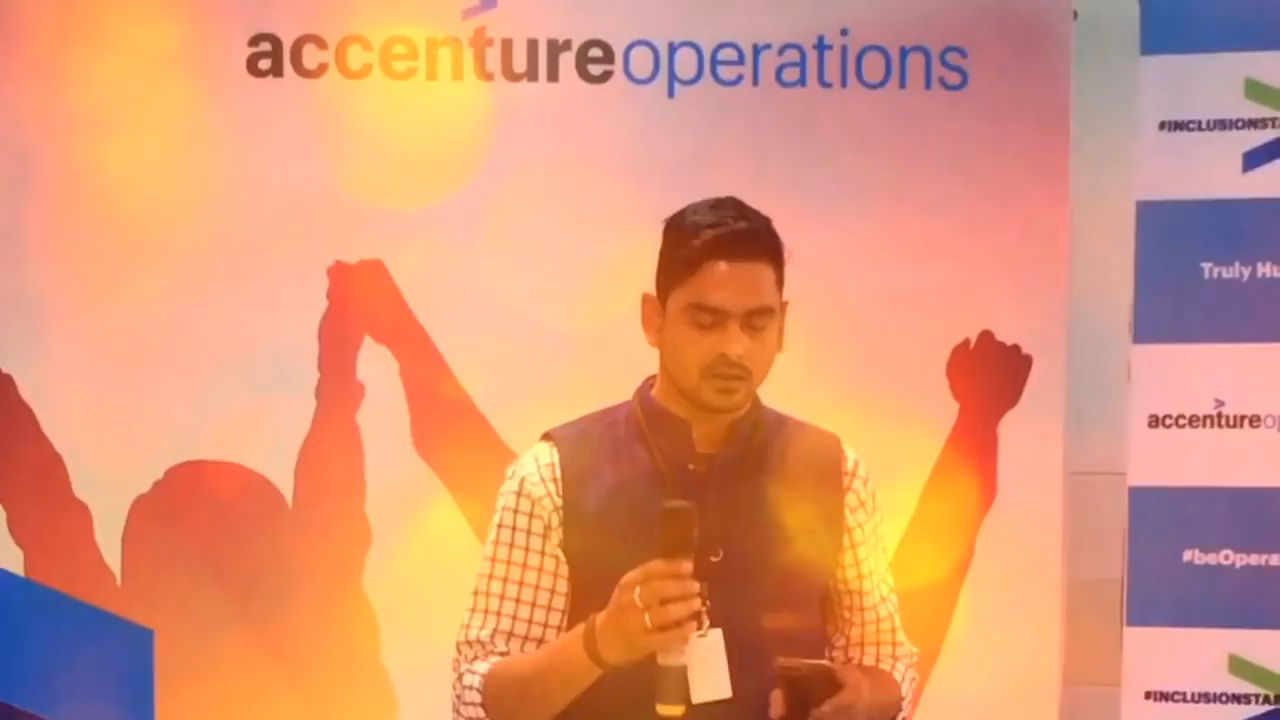 accentureoperations
#INCLUSIONSTA
Truly Hu
accentureop
#beOpera
#INCLUSIONSTA